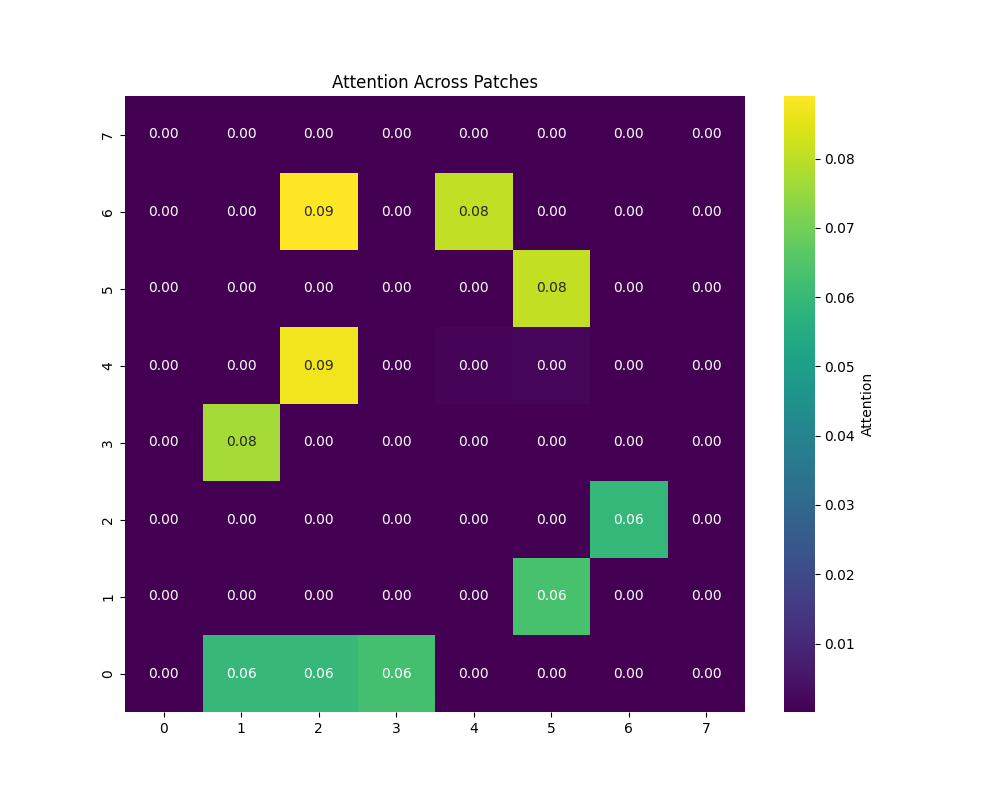 Attention Across Patches
7 0.00 0.00 0.00 0.00 0.00 0.00 0.00 0.00
6 0.00 0.00 0.09 0.00 0.08 0.00 0.00 0.00
5 0.00 0.00 0.00 0.00 0.00 0.08 0.00 0.00
4 0.00 0.00 0.09 0.00 0.00 0.00 0.00 0.00
3 0.00 0.08 0.00 0.00 0.00 0.00 0.00 0.00
2 0.00 0.00 0.00 0.00 0.00 0.00 0.06 0.00
1 0.00 0.00 0.00 0.00 0.00 0.06 0.00 0.00
0 0.00 0.06 0.06 0.06 0.00 0.00 0.00 0.00
0 1 2 3 4 5 6 7
0.08
0.07
0.06
0.05
0.04
0.03
0.02
0.01
Attention